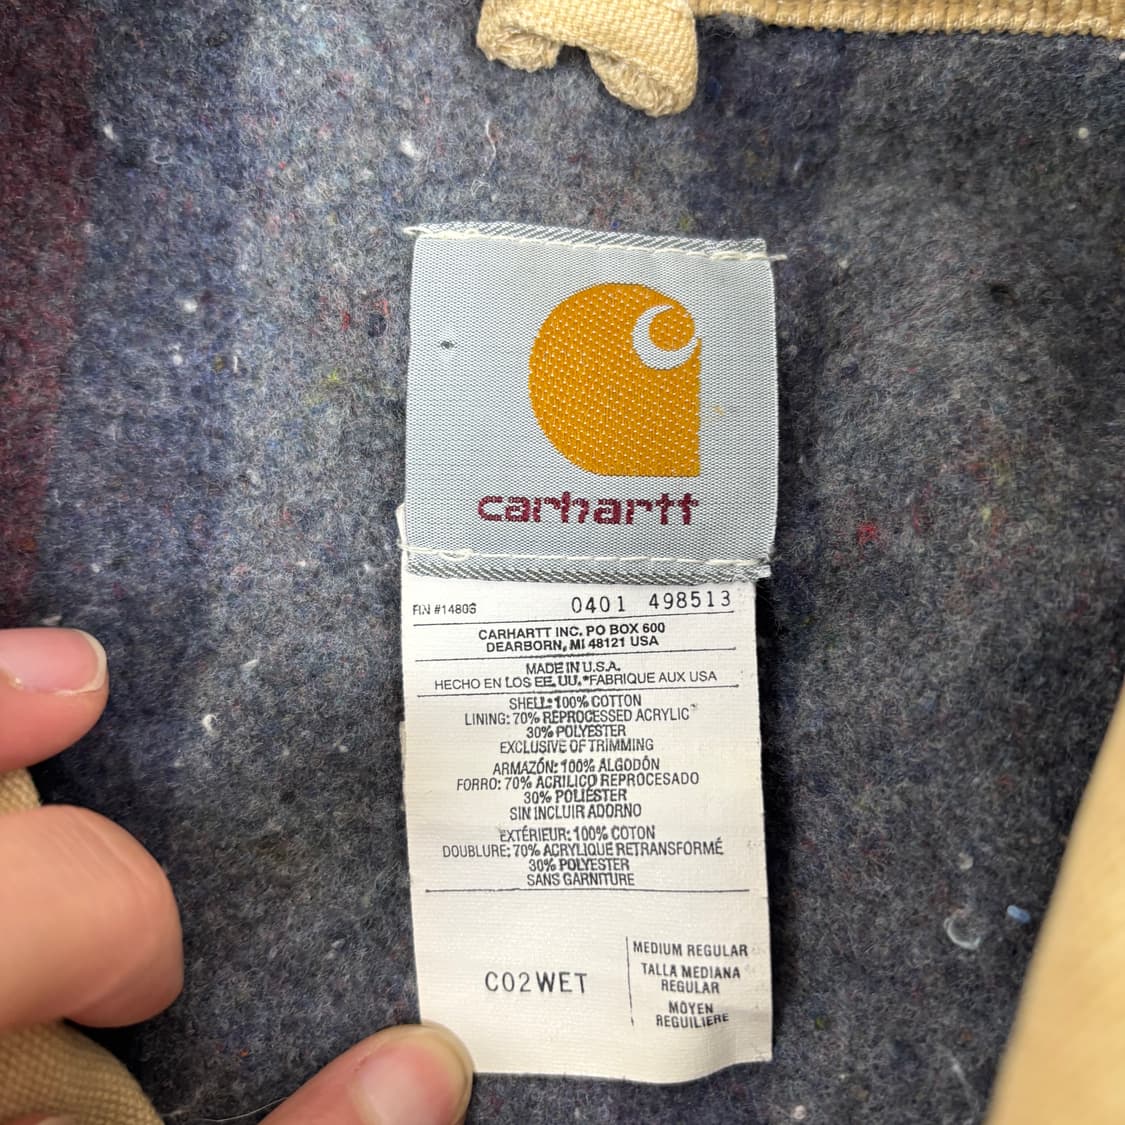 carhartt
FIN #14806 0401 498513
CARHARTT INC. PO BOX 600
DEARBORN, MI 48121 USA
MADE IN U.S.A.
HECHO EN LOS EE. UU. *FABRIQUE AUX USA
SHELL: 100% COTTON
LINING: 70% REPROCESSED ACRYLIC
30% POLYESTER
EXCLUSIVE OF TRIMMING
ARMAZÓN: 100% ALGODÓN
FORRO: 70% ACRILICO REPROCESADO
30% POLIÉSTER
SIN INCLUIR ADORNO
EXTÉRIEUR: 100% COTON
DOUBLURE: 70% ACRYLIQUE RETRANSFORMÉ
30% POLYESTER
SANS GARNITURE
C02WET
MEDIUM REGULAR
TALLA MEDIANA
REGULAR
MOYEN
REGUILIERE